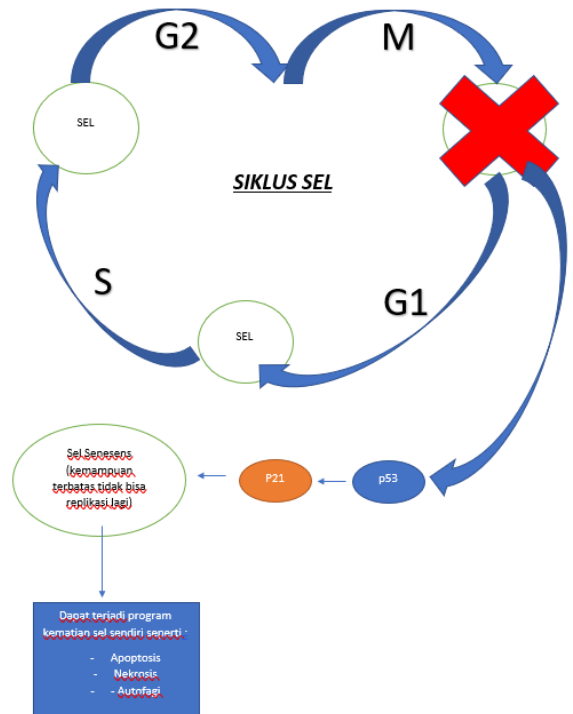 G2
M
SEL
SIKLUS SEL
S
G1
SEL
Sel Senesens
(kemampuan
terbatas tidak bisa
replikasi lagi)
P21
p53
Dapat terjadi program
kematian sel sendiri seperti :
- Apoptosis
- Nekrosis
- - Autofagi